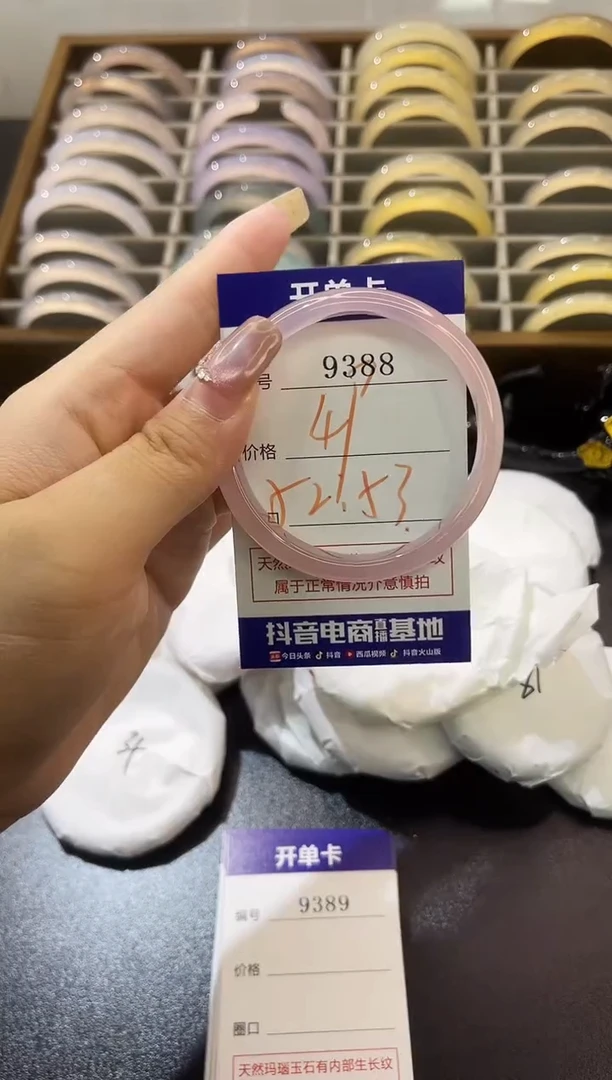 开单卡
号 9388
价格 41
口
天然 纹
属于正常情况介意慎拍
抖音电商直播基地
今日头条 抖音 西瓜视频 抖音火山版
34
18
开单卡
编号 9389
价格
圈口
天然玛瑙玉石有内部生长纹